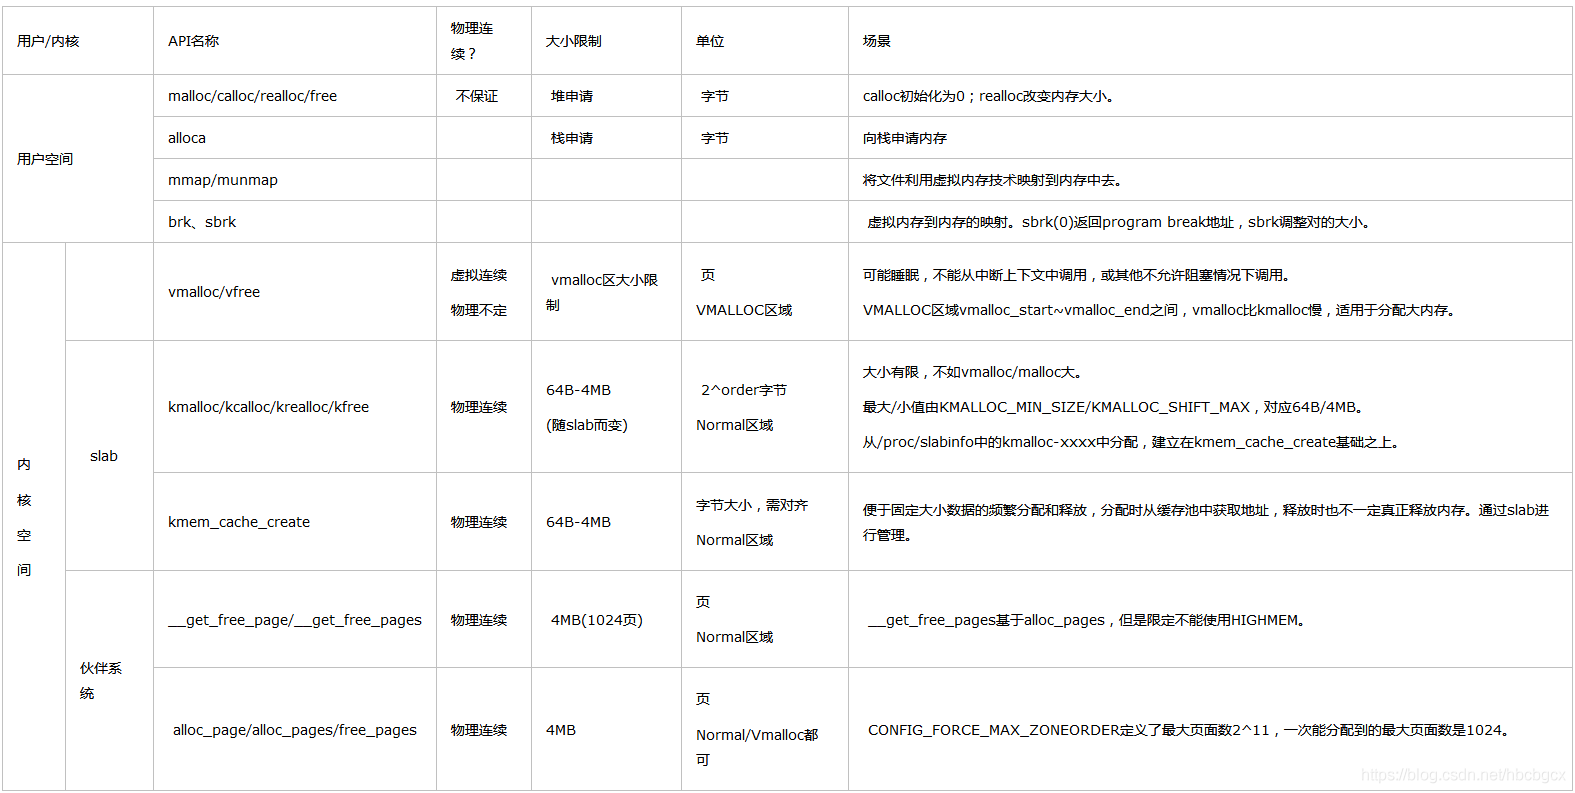 用户/内核
API名称
物理连
续？
大小限制
单位
场景
用户空间
malloc/calloc/realloc/free
不保证
堆申请
字节
calloc初始化为0；realloc改变内存大小。
alloca
栈申请
字节
向栈申请内存
mmap/munmap
将文件利用虚拟内存技术映射到内存中去。
brk、sbrk
虚拟内存到内存的映射。sbrk(0)返回program break地址，sbrk调整对的大小。
内
核
空
间
vmalloc/vfree
虚拟连续
物理不定
vmalloc区大小限
制
页
VMALLOC区域
可能睡眠，不能从中断上下文中调用，或其他不允许阻塞情况下调用。
VMALLOC区域vmalloc_start~vmalloc_end之间，vmalloc比kmalloc慢，适用于分配大内存。
slab
kmalloc/kcalloc/krealloc/kfree
物理连续
64B-4MB
(随slab而变)
2^order字节
Normal区域
大小有限，不如vmalloc/malloc大。
最大/小值由KMALLOC_MIN_SIZE/KMALLOC_SHIFT_MAX，对应64B/4MB。
从/proc/slabinfo中的kmalloc-xxxx中分配，建立在kmem_cache_create基础之上。
kmem_cache_create
物理连续
64B-4MB
字节大小，需对齐
Normal区域
便于固定大小数据的频繁分配和释放，分配时从缓存池中获取地址，释放时也不一定真正释放内存。通过slab进
行管理。
伙伴系
统
__get_free_page/__get_free_pages
物理连续
4MB(1024页)
页
Normal区域
__get_free_pages基于alloc_pages，但是限定不能使用HIGHMEM。
alloc_page/alloc_pages/free_pages
物理连续
4MB
页
Normal/Vmalloc都
可
CONFIG_FORCE_MAX_ZONEORDER定义了最大页面数2^11，一次能分配到的最大页面数是1024。
https://blog.csdn.net/hbcbgcx